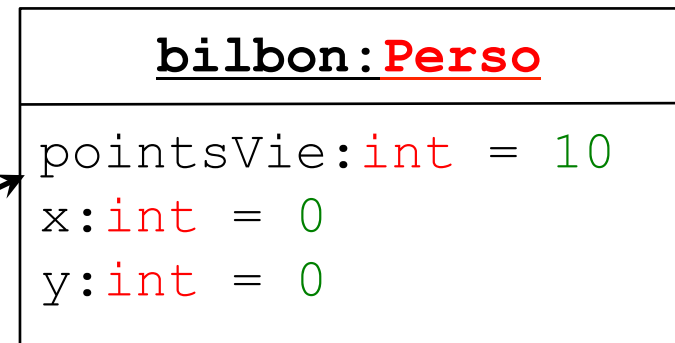 bilbon:Perso
pointsVie:int = 10
x:int = 0
y:int = 0